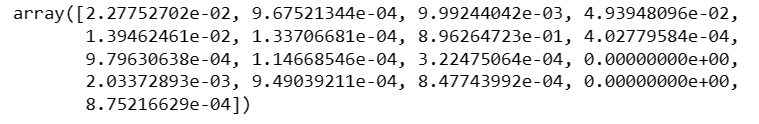 array([2.27752702e-02, 9.67521344e-04, 9.99244042e-03, 4.93948096e-02,
1.39462461e-02, 1.33706681e-04, 8.96264723e-01, 4.02779584e-04,
9.79630638e-04, 1.14668546e-04, 3.22475064e-04, 0.00000000e+00,
2.03372893e-03, 9.49039211e-04, 8.47743992e-04, 0.00000000e+00,
8.75216629e-04])